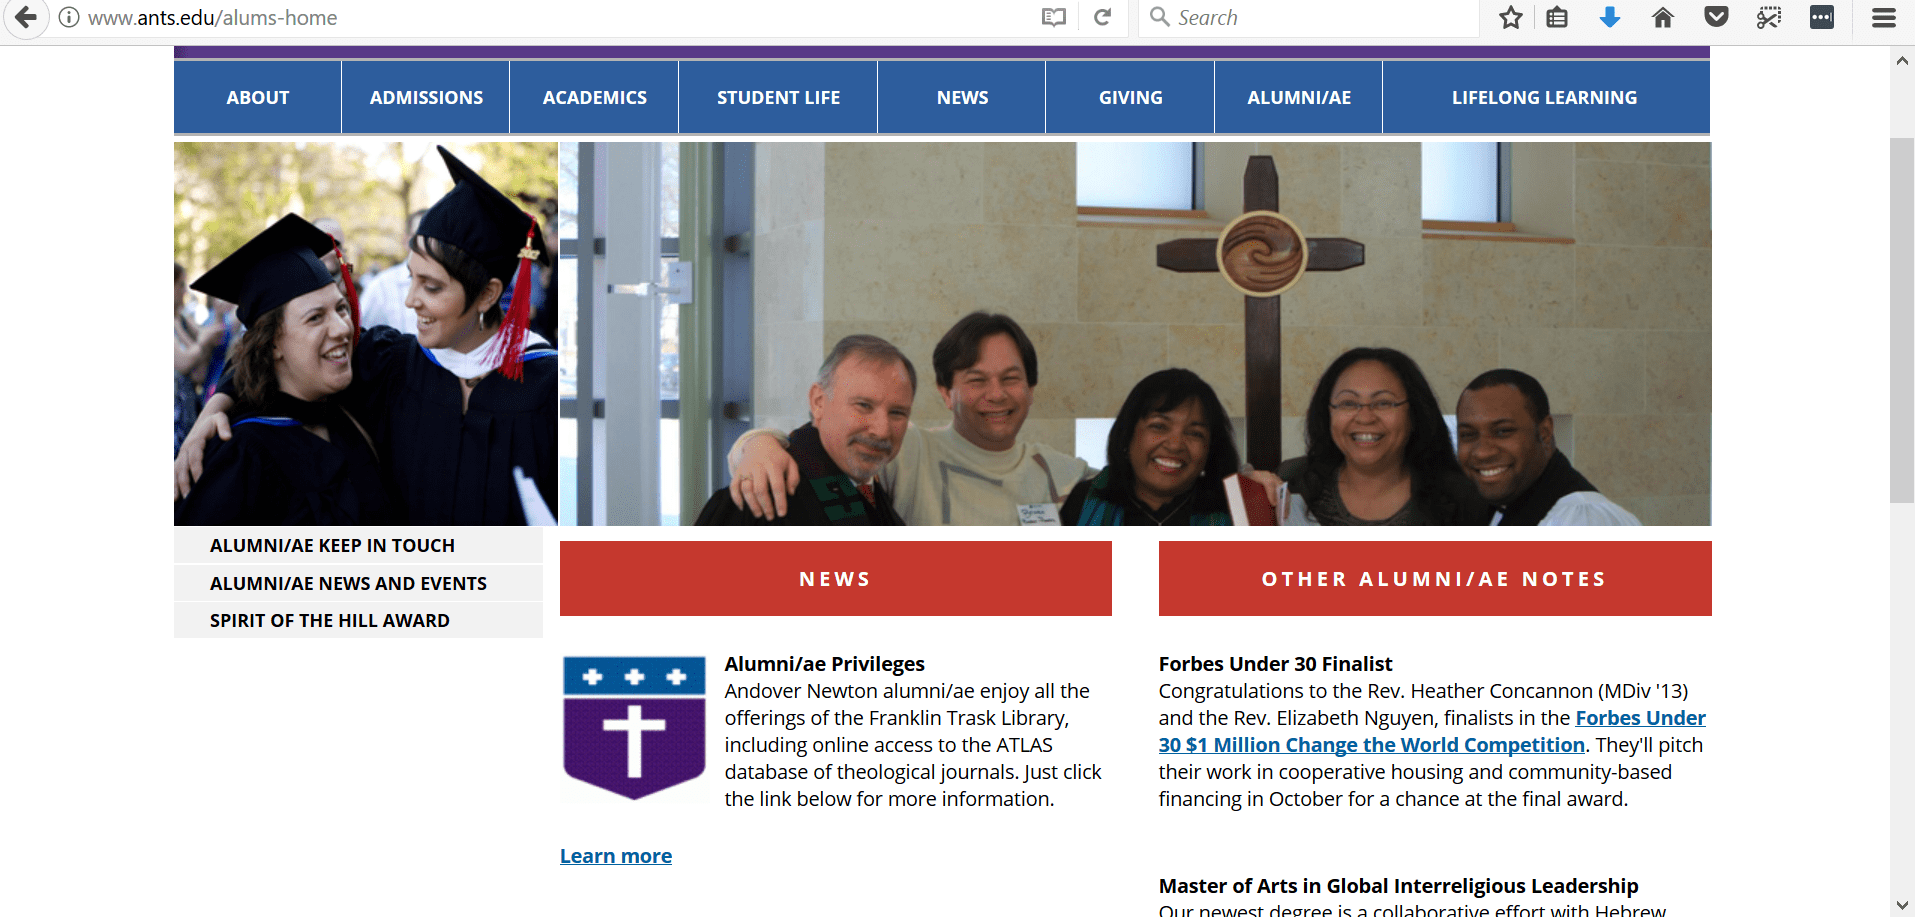 www.ants.edu/alums-home
Search
ABOUT
ADMISSIONS
ACADEMICS
STUDENT LIFE
NEWS
GIVING
ALUMNI/AE
LIFELONG LEARNING
ALUMNI/AE KEEP IN TOUCH
ALUMNI/AE NEWS AND EVENTS
SPIRIT OF THE HILL AWARD
NEWS
Alumni/ae Privileges
Andover Newton alumni/ae enjoy all the
offerings of the Franklin Trask Library,
including online access to the ATLAS
database of theological journals. Just click
the link below for more information.
Learn more
OTHER ALUMNI/AE NOTES
Forbes Under 30 Finalist
Congratulations to the Rev. Heather Concannon (MDiv '13)
and the Rev. Elizabeth Nguyen, finalists in the Forbes Under
30 $1 Million Change the World Competition. They'll pitch
their work in cooperative housing and community-based
financing in October for a chance at the final award.
Master of Arts in Global Interreligious Leadership
Our newest degree is a collaborative effort with Hebrew